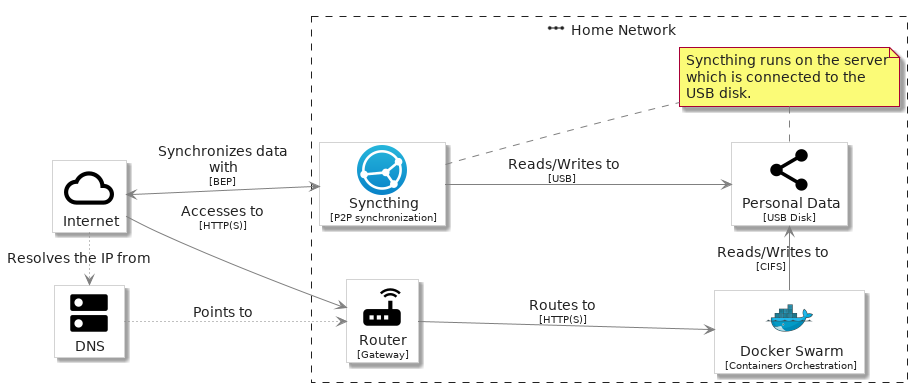 Home Network
Syncthing runs on the server
which is connected to the
USB disk.
Synchronizes data
with
[BEP]
Reads/Writes to
[USB]
Syncthing
[P2P synchronization]
Personal Data
[USB Disk]
Internet
Accesses to
[HTTP(S)]
Resolves the IP from
Reads/Writes to
[CIFS]
DNS
Points to
Router
[Gateway]
Routes to
[HTTP(S)]
Docker Swarm
[Containers Orchestration]